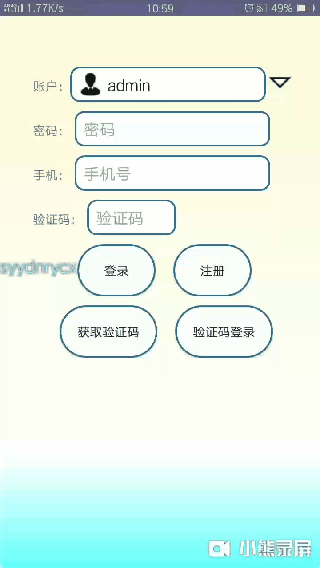 1.77K/s 10:59 49%
账户: admin
密码: 密码
手机: 手机号
验证码: 验证码
syydnrycx
登录 注册
获取验证码 验证码登录
小熊录屏